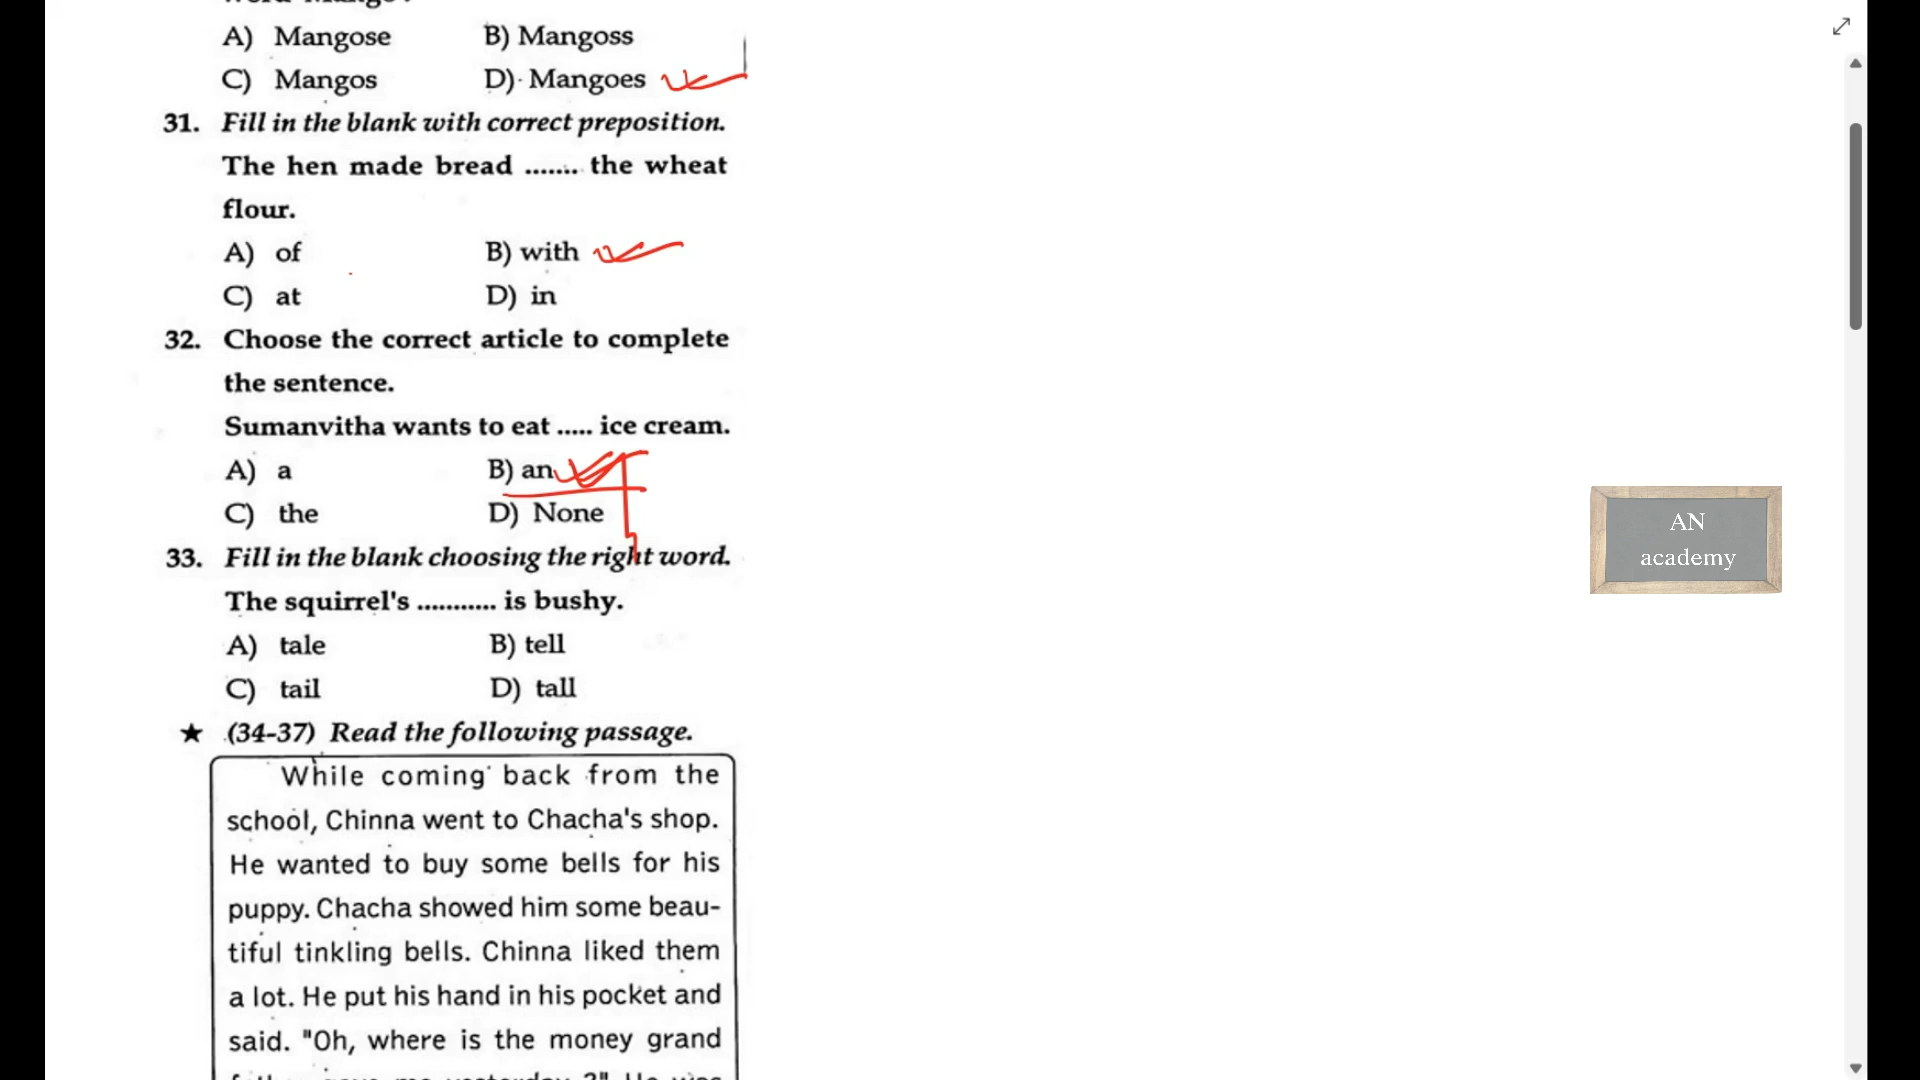 A) Mangose B) Mangoss
C) Mangos D) Mangoes
31. Fill in the blank with correct preposition.
The hen made bread ....... the wheat
flour.
A) of B) with
C) at D) in
32. Choose the correct article to complete
the sentence.
Sumanvitha wants to eat ..... ice cream.
A) a B) an
C) the D) None
33. Fill in the blank choosing the right word.
The squirrel's ........... is bushy.
A) tale B) tell
C) tail D) tall
★ (34-37) Read the following passage.
While coming back from the
school, Chinna went to Chacha's shop.
He wanted to buy some bells for his
puppy. Chacha showed him some beau-
tiful tinkling bells. Chinna liked them
a lot. He put his hand in his pocket and
said. "Oh, where is the money grand
AN
academy